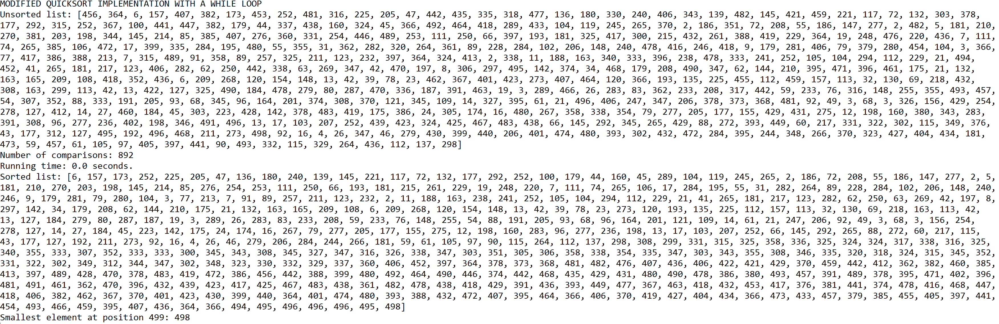 MODIFIED QUICKSORT IMPLEMENTATION WITH A WHILE LOOP
Unsorted list: [456, 364, 6, 157, 407, 382, 173, 453, 252, 481, 316, 225, 205, 47, 442, 435, 335, 318, 477, 136, 180, 330, 240, 406, 343, 139, 482, 145, 421, 459, 221, 117, 72, 132, 303, 378,
177, 292, 315, 252, 367, 100, 441, 447, 382, 179, 44, 337, 438, 160, 324, 45, 366, 492, 464, 418, 289, 433, 104, 119, 245, 265, 370, 2, 186, 351, 72, 208, 55, 186, 147, 277, 2, 482, 5, 181, 210,
270, 381, 203, 198, 344, 145, 214, 85, 385, 407, 276, 360, 331, 254, 446, 489, 253, 111, 250, 66, 397, 193, 181, 325, 417, 300, 215, 432, 261, 388, 419, 229, 364, 19, 248, 476, 220, 436, 7, 111,
74, 265, 385, 106, 472, 17, 399, 335, 284, 195, 480, 55, 355, 31, 362, 282, 320, 264, 361, 89, 228, 284, 102, 206, 148, 240, 478, 416, 246, 418, 9, 179, 281, 406, 79, 379, 280, 454, 104, 3, 366,
77, 417, 386, 388, 213, 7, 315, 489, 91, 358, 89, 257, 325, 211, 123, 232, 397, 364, 324, 413, 2, 338, 11, 188, 163, 340, 333, 396, 238, 478, 333, 241, 252, 105, 104, 294, 112, 229, 21, 494,
452, 41, 265, 181, 217, 123, 406, 282, 62, 250, 442, 338, 63, 269, 347, 42, 470, 197, 8, 306, 297, 495, 142, 374, 34, 468, 179, 208, 490, 347, 62, 144, 210, 395, 471, 396, 461, 175, 21, 132,
163, 165, 209, 108, 418, 352, 436, 6, 209, 268, 120, 154, 148, 13, 42, 39, 78, 23, 462, 367, 401, 423, 273, 407, 464, 120, 366, 193, 135, 225, 455, 112, 459, 157, 113, 32, 130, 69, 218, 432,
308, 163, 299, 113, 42, 13, 422, 127, 325, 490, 184, 478, 279, 80, 287, 470, 336, 187, 391, 463, 19, 3, 289, 466, 26, 283, 83, 362, 233, 208, 317, 442, 59, 233, 76, 316, 148, 255, 355, 493, 457,
54, 307, 352, 88, 333, 191, 205, 93, 68, 345, 96, 164, 201, 374, 308, 370, 121, 345, 109, 14, 327, 395, 61, 21, 496, 406, 247, 347, 206, 378, 373, 368, 481, 92, 49, 3, 68, 3, 326, 156, 429, 254,
278, 127, 412, 14, 27, 460, 184, 45, 303, 223, 428, 142, 378, 483, 419, 175, 386, 24, 305, 174, 16, 480, 267, 358, 338, 354, 79, 277, 205, 177, 155, 429, 431, 275, 12, 198, 160, 380, 343, 283,
391, 308, 96, 277, 236, 402, 198, 346, 491, 496, 13, 17, 103, 207, 252, 439, 423, 324, 425, 467, 483, 438, 66, 145, 292, 345, 265, 429, 88, 272, 393, 449, 60, 217, 331, 322, 302, 115, 349, 376,
43, 177, 312, 127, 495, 192, 496, 468, 211, 273, 498, 92, 16, 4, 26, 347, 46, 279, 430, 399, 440, 206, 401, 474, 480, 393, 302, 432, 472, 284, 395, 244, 348, 266, 370, 323, 427, 404, 434, 181,
473, 59, 457, 61, 105, 97, 405, 397, 441, 90, 493, 332, 115, 329, 264, 436, 112, 137, 298]
Number of comparisons: 892
Running time: 0.0 seconds.
Sorted list: [6, 157, 173, 252, 225, 205, 47, 136, 180, 240, 139, 145, 221, 117, 72, 132, 177, 292, 252, 100, 179, 44, 160, 45, 289, 104, 119, 245, 265, 2, 186, 72, 208, 55, 186, 147, 277, 2, 5,
181, 210, 270, 203, 198, 145, 214, 85, 276, 254, 253, 111, 250, 66, 193, 181, 215, 261, 229, 19, 248, 220, 7, 111, 74, 265, 106, 17, 284, 195, 55, 31, 282, 264, 89, 228, 284, 102, 206, 148, 240,
246, 9, 179, 281, 79, 280, 104, 3, 77, 213, 7, 91, 89, 257, 211, 123, 232, 2, 11, 188, 163, 238, 241, 252, 105, 104, 294, 112, 229, 21, 41, 265, 181, 217, 123, 282, 62, 250, 63, 269, 42, 197, 8,
297, 142, 34, 179, 208, 62, 144, 210, 175, 21, 132, 163, 165, 209, 108, 6, 209, 268, 120, 154, 148, 13, 42, 39, 78, 23, 273, 120, 193, 135, 225, 112, 157, 113, 32, 130, 69, 218, 163, 113, 42,
13, 127, 184, 279, 80, 287, 187, 19, 3, 289, 26, 283, 83, 233, 208, 59, 233, 76, 148, 255, 54, 88, 191, 205, 93, 68, 96, 164, 201, 121, 109, 14, 61, 21, 247, 206, 92, 49, 3, 68, 3, 156, 254,
278, 127, 14, 27, 184, 45, 223, 142, 175, 24, 174, 16, 267, 79, 277, 205, 177, 155, 275, 12, 198, 160, 283, 96, 277, 236, 198, 13, 17, 103, 207, 252, 66, 145, 292, 265, 88, 272, 60, 217, 115,
43, 177, 127, 192, 211, 273, 92, 16, 4, 26, 46, 279, 206, 284, 244, 266, 181, 59, 61, 105, 97, 90, 115, 264, 112, 137, 298, 308, 299, 331, 315, 325, 358, 336, 325, 324, 324, 317, 338, 316, 325,
340, 355, 333, 307, 352, 333, 333, 300, 345, 343, 308, 345, 327, 347, 316, 326, 338, 347, 303, 351, 305, 306, 358, 338, 354, 335, 347, 303, 343, 355, 308, 346, 335, 320, 318, 324, 315, 345, 352,
331, 322, 302, 349, 312, 344, 347, 302, 348, 323, 330, 332, 329, 337, 360, 406, 452, 397, 364, 378, 373, 368, 481, 482, 476, 407, 436, 406, 422, 421, 429, 370, 459, 442, 412, 362, 382, 460, 385,
413, 397, 489, 428, 470, 378, 483, 419, 472, 386, 456, 442, 388, 399, 480, 492, 464, 490, 446, 374, 442, 468, 435, 429, 431, 480, 490, 478, 386, 380, 493, 457, 391, 489, 378, 395, 471, 402, 396,
481, 491, 461, 362, 470, 396, 432, 439, 423, 417, 425, 467, 483, 438, 361, 482, 478, 438, 418, 429, 391, 436, 393, 449, 477, 367, 463, 418, 432, 453, 417, 376, 381, 441, 374, 478, 416, 468, 447,
418, 406, 382, 462, 367, 370, 401, 423, 430, 399, 440, 364, 401, 474, 480, 393, 388, 432, 472, 407, 395, 464, 366, 406, 370, 419, 427, 404, 434, 366, 473, 433, 457, 379, 385, 455, 405, 397, 441,
454, 493, 466, 459, 395, 407, 436, 364, 366, 494, 495, 496, 496, 496, 495, 498]
Smallest element at position 499: 498